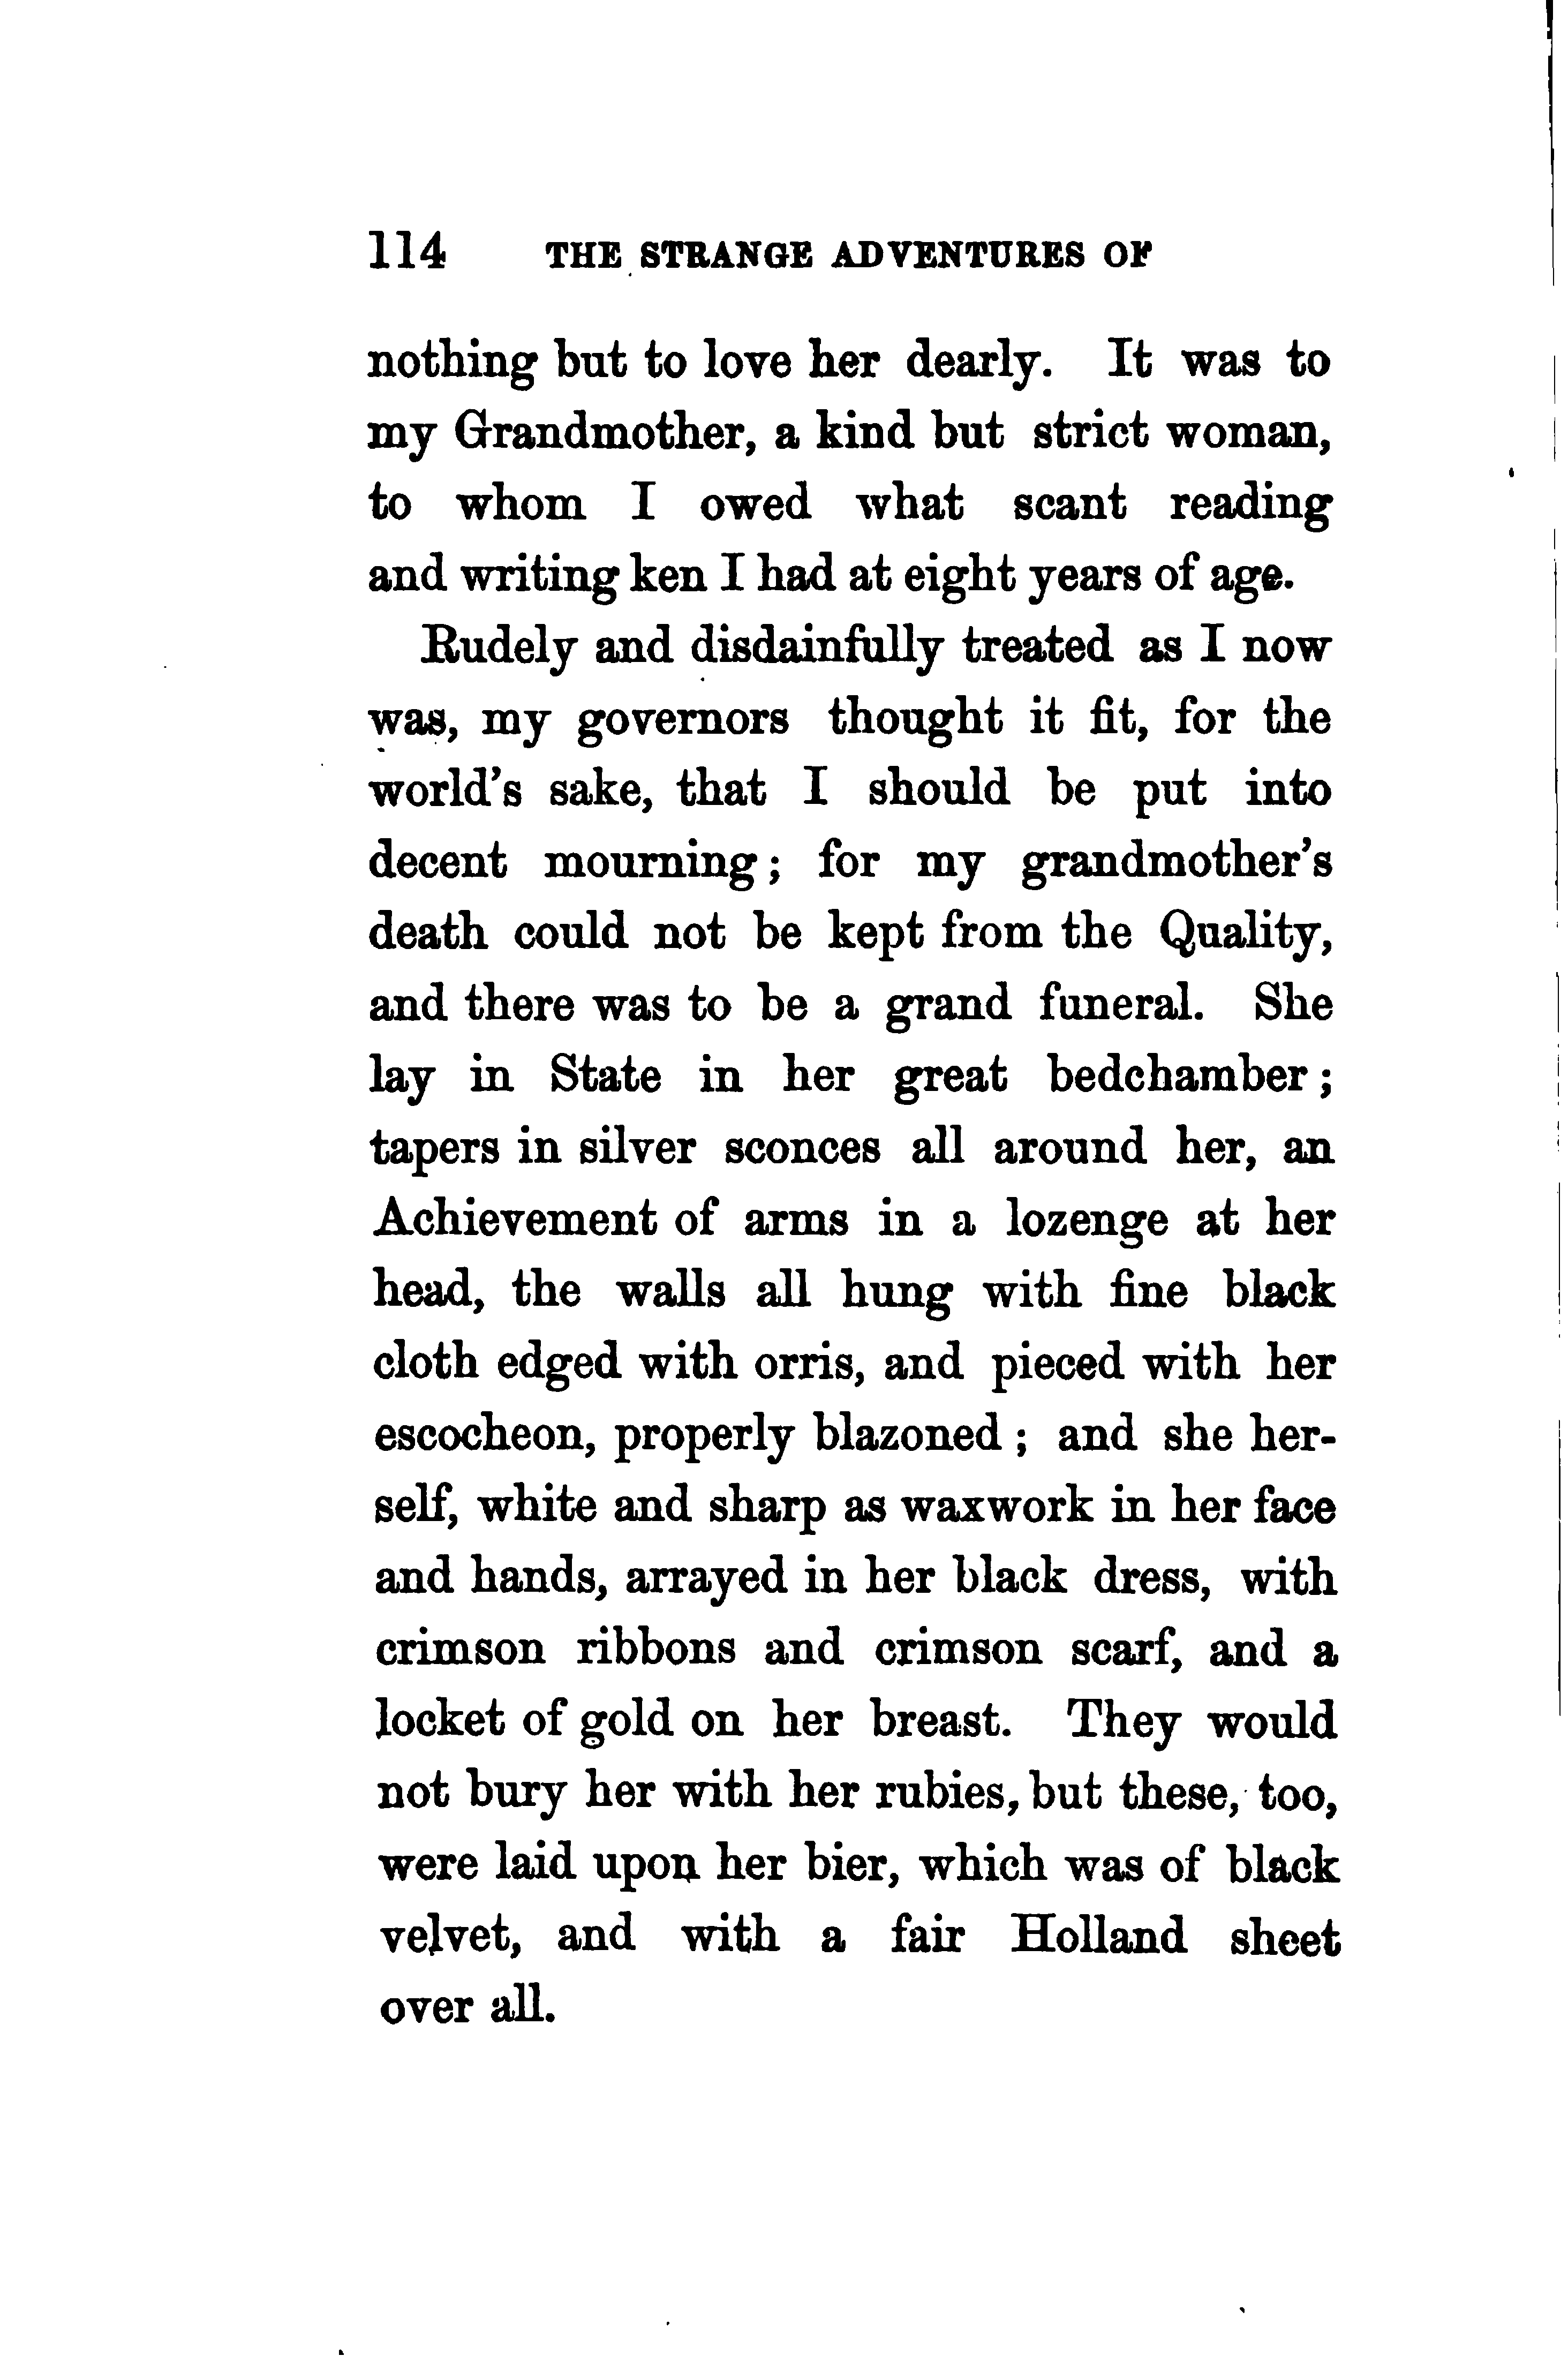 114 THE STRANGE ADVENTURES OF
nothing but to love her dearly. It was to
my Grandmother, a kind but strict woman,
to whom I owed what scant reading
and writing ken I had at eight years of age.
Rudely and disdainfully treated as I now
was, my governors thought it fit, for the
world's sake, that I should be put into
decent mourning; for my grandmother's
death could not be kept from the Quality,
and there was to be a grand funeral. She
lay in State in her great bedchamber;
tapers in silver sconces all around her, an
Achievement of arms in a lozenge at her
head, the walls all hung with fine black
cloth edged with orris, and pieced with her
escocheon, properly blazoned; and she her-
self, white and sharp as waxwork in her face
and hands, arrayed in her black dress, with
crimson ribbons and crimson scarf, and a
locket of gold on her breast. They would
not bury her with her rubies, but these, too,
were laid upon her bier, which was of black
velvet, and with a fair Holland sheet
over all.